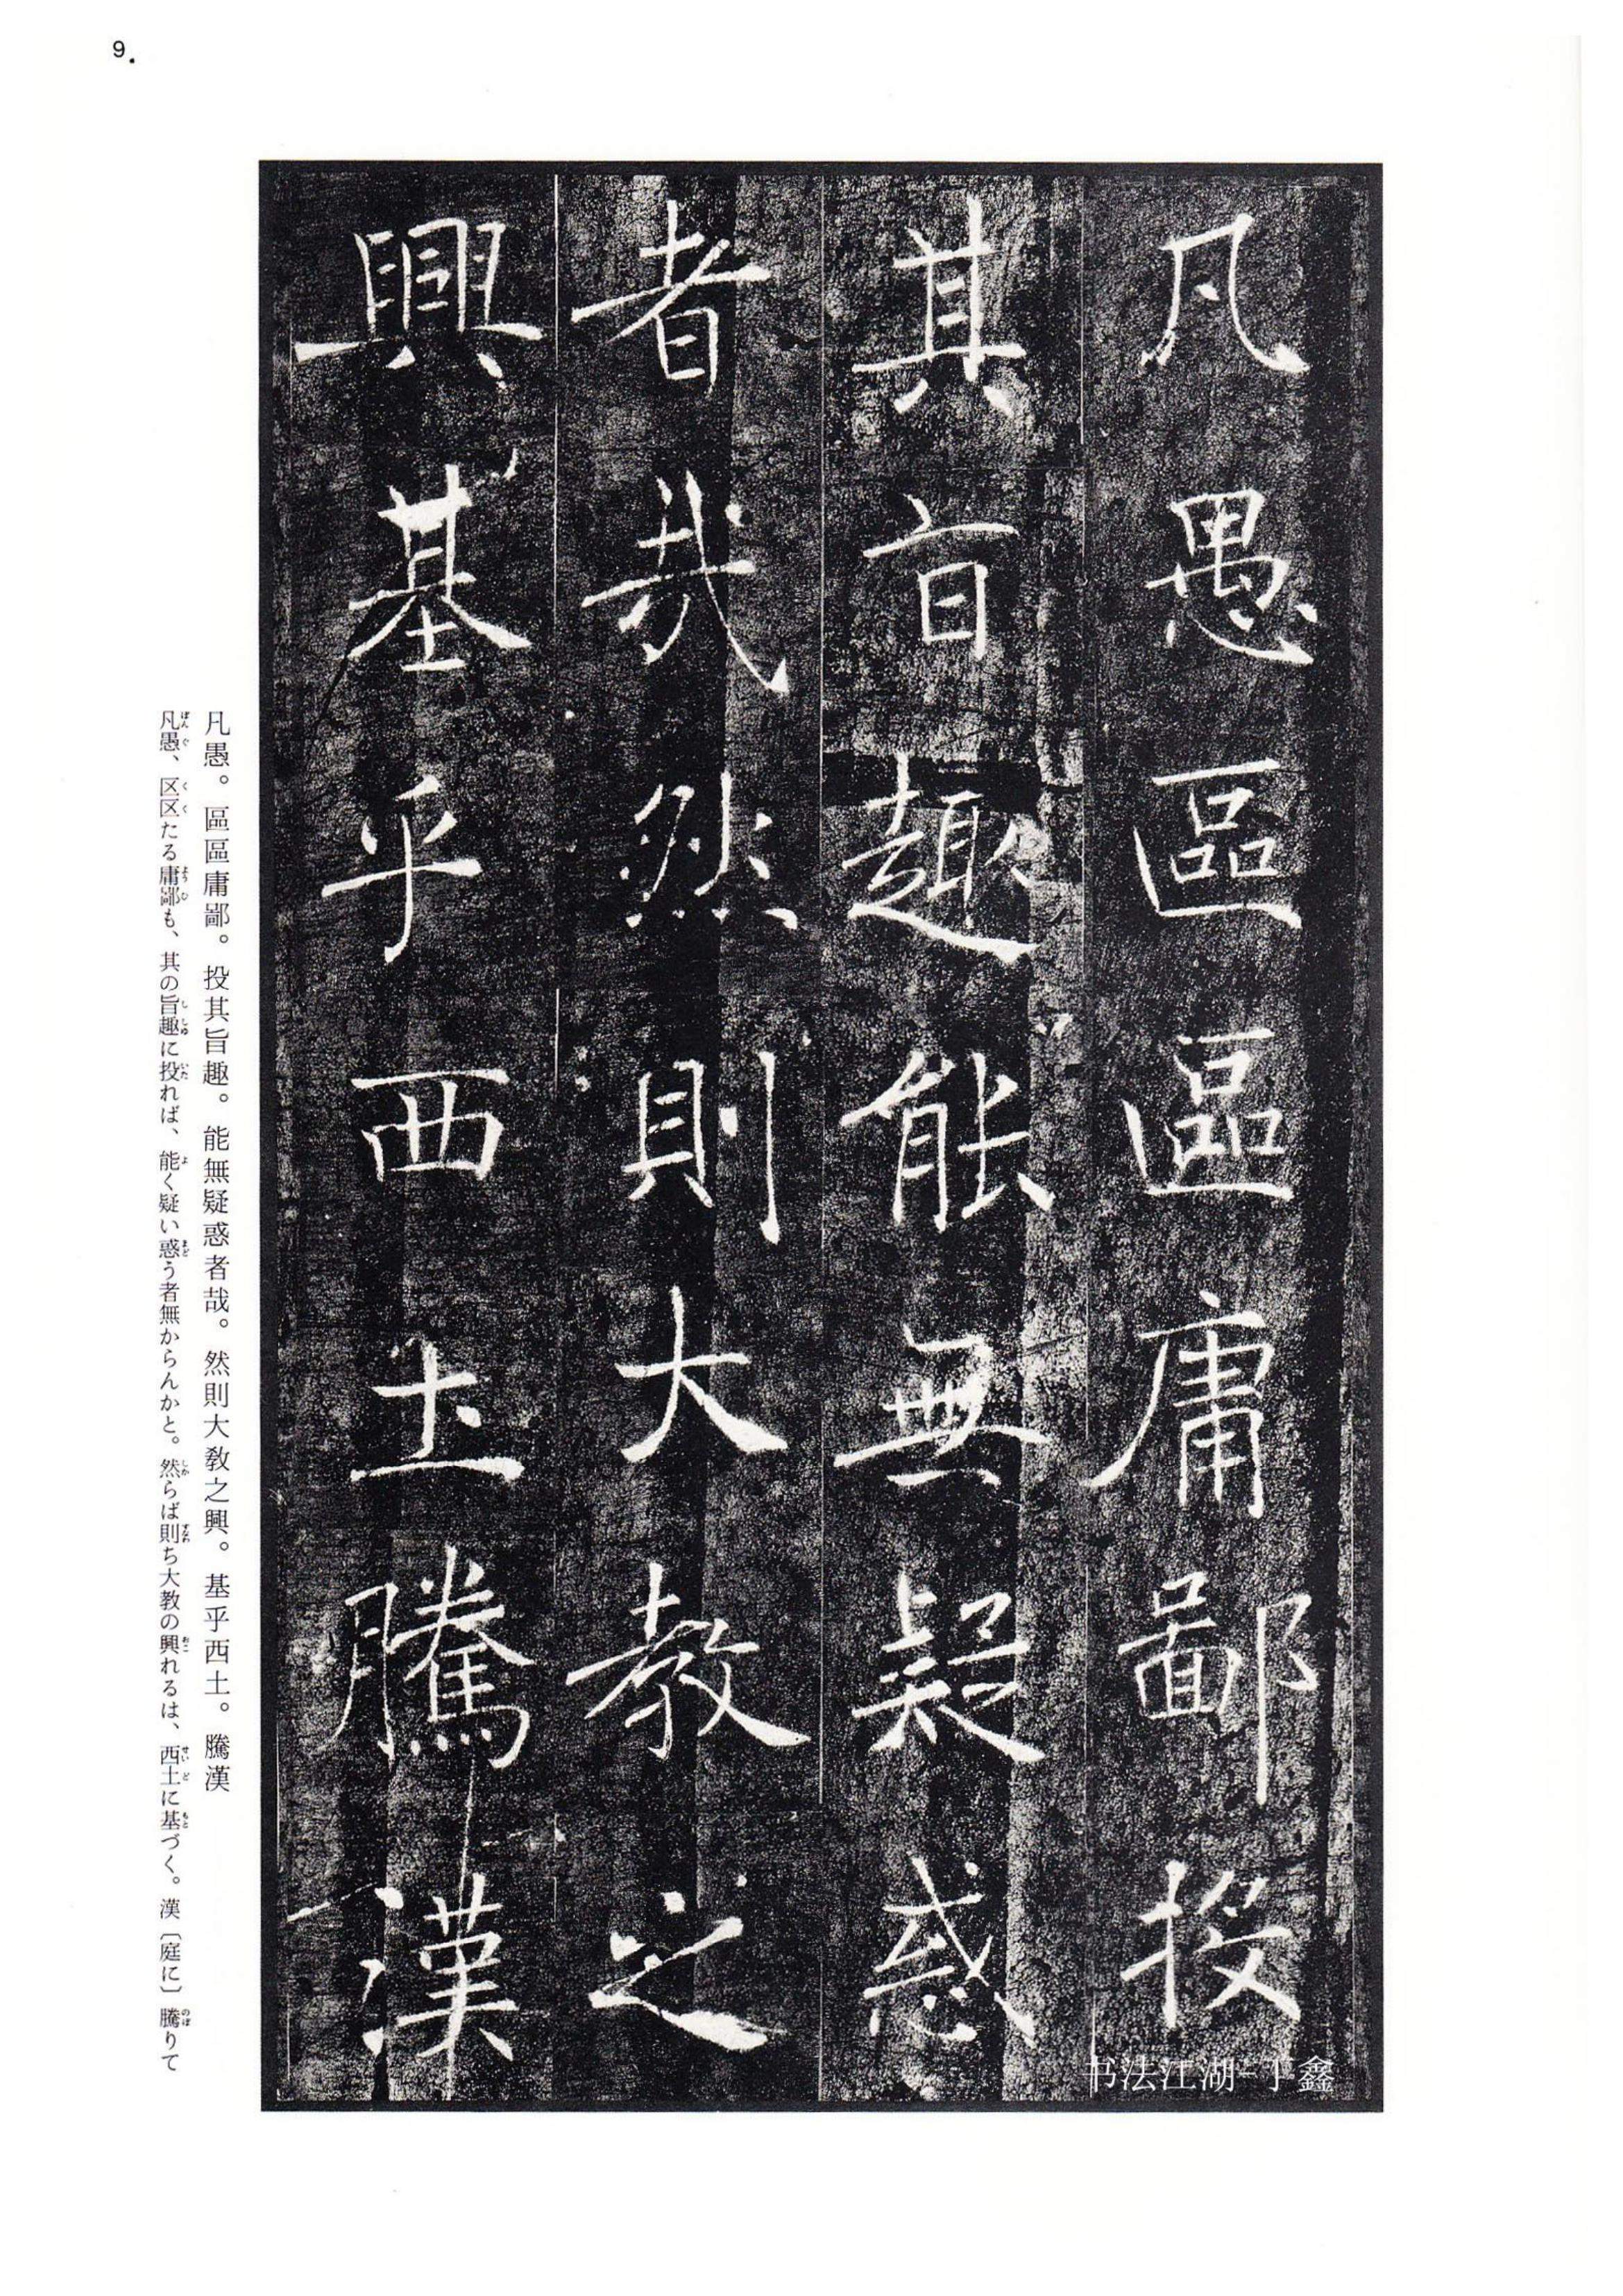 9.
凡愚區區庸鄙投
其旨趣能無疑惑
者哉然則大教之
興基乎西土騰漢
书法江湖-丁鑫
凡愚。區區庸鄙。投其旨趣。能無疑惑者哉。然則大教之興。基乎西土。騰漢
凡愚、区区たる庸鄙も、其の旨趣に投れば、能く疑い惑う者無からんかと。然らば則ち大教の興れるは、西土に基づく。漢〔庭に〕騰りて